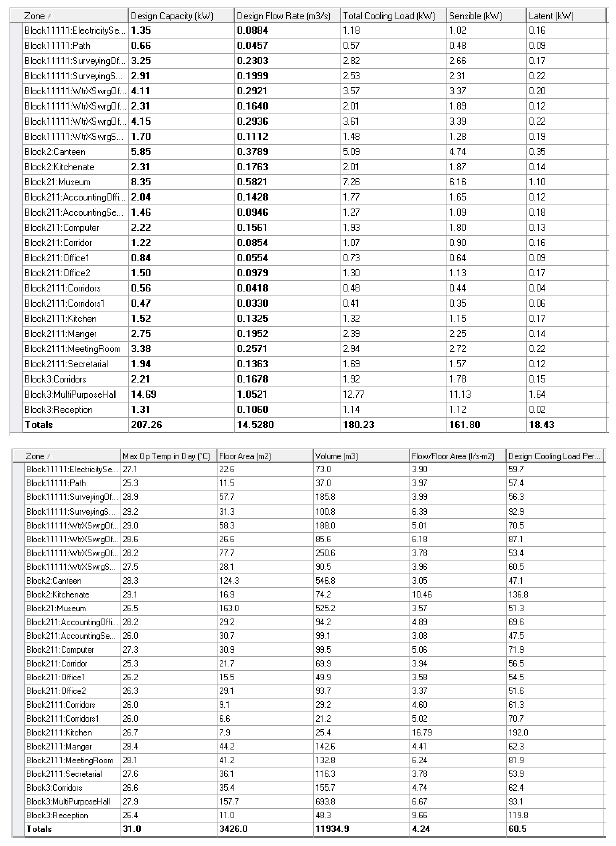 Zone / Design Capacity (kW) Design Flow Rate (m3/s) Total Cooling Load (kW) Sensible (kW) Latent (kW)
Block11111:ElectricitySe... 1.35 0.0884 1.18 1.02 0.16
Block11111:Path 0.66 0.0457 0.57 0.48 0.09
Block11111:SurveyingOf... 3.25 0.2303 2.82 2.66 0.17
Block11111:SurveyingS... 2.91 0.1999 2.53 2.31 0.22
Block11111:WtrXSwrgOf... 4.11 0.2921 3.57 3.37 0.20
Block11111:WtrXSwrgOf... 2.31 0.1640 2.01 1.89 0.12
Block11111:WtrXSwrgOf... 4.15 0.2936 3.61 3.39 0.22
Block11111:WtrXSwrgS... 1.70 0.1112 1.48 1.28 0.19
Block2:Canteen 5.85 0.3789 5.09 4.74 0.35
Block2:Kitchenate 2.31 0.1763 2.01 1.87 0.14
Block21:Museum 8.35 0.5821 7.26 6.16 1.10
Block211:AccountingOffi... 2.04 0.1428 1.77 1.65 0.12
Block211:AccountingSe... 1.46 0.0946 1.27 1.09 0.18
Block211:Computer 2.22 0.1561 1.93 1.80 0.13
Block211:Corridor 1.22 0.0854 1.07 0.90 0.16
Block211:Office1 0.84 0.0554 0.73 0.64 0.09
Block211:Office2 1.50 0.0979 1.30 1.13 0.17
Block2111:Corridors 0.56 0.0418 0.48 0.44 0.04
Block2111:Corridors1 0.47 0.0330 0.41 0.35 0.06
Block2111:Kitchen 1.52 0.1325 1.32 1.15 0.17
Block2111:Manger 2.75 0.1952 2.39 2.25 0.14
Block2111:MeetingRoom 3.38 0.2571 2.94 2.72 0.22
Block2111:Secretarial 1.94 0.1363 1.69 1.57 0.12
Block3:Corridors 2.21 0.1678 1.92 1.78 0.15
Block3:MultiPurposeHall 14.69 1.0521 12.77 11.13 1.64
Block3:Reception 1.31 0.1060 1.14 1.12 0.02
Totals 207.26 14.5280 180.23 161.80 18.43
Zone / Max Op Temp in Day (°C) Floor Area (m2) Volume (m3) Flow/Floor Area (l/s-m2) Design Cooling Load Per...
Block11111:ElectricitySe... 27.1 22.6 73.0 3.90 59.7
Block11111:Path 25.3 11.5 37.0 3.97 57.4
Block11111:SurveyingOf... 28.9 57.7 185.8 3.99 56.3
Block11111:SurveyingS... 29.2 31.3 100.8 6.39 92.9
Block11111:WtrXSwrgOf... 29.0 58.3 188.0 5.01 70.5
Block11111:WtrXSwrgOf... 28.6 26.6 85.6 6.18 87.1
Block11111:WtrXSwrgOf... 28.2 77.7 250.6 3.78 53.4
Block11111:WtrXSwrgS... 27.5 28.1 90.5 3.96 60.5
Block2:Canteen 28.3 124.3 546.8 3.05 47.1
Block2:Kitchenate 29.1 16.9 74.2 10.46 136.8
Block21:Museum 26.5 163.0 525.2 3.57 51.3
Block211:AccountingOffi... 28.2 29.2 94.2 4.89 69.6
Block211:AccountingSe... 26.0 30.7 99.1 3.08 47.5
Block211:Computer 27.3 30.9 99.5 5.06 71.9
Block211:Corridor 25.3 21.7 69.9 3.94 56.5
Block211:Office1 26.2 15.5 49.9 3.58 54.5
Block211:Office2 26.3 29.1 93.7 3.37 51.6
Block2111:Corridors 26.0 9.1 29.2 4.60 61.3
Block2111:Corridors1 26.0 6.6 21.2 5.02 70.7
Block2111:Kitchen 26.7 7.9 25.4 16.79 192.0
Block2111:Manger 28.4 44.2 142.6 4.41 62.3
Block2111:MeetingRoom 28.1 41.2 132.8 6.24 81.9
Block2111:Secretarial 27.6 36.1 116.3 3.78 53.9
Block3:Corridors 26.6 35.4 155.7 4.74 62.4
Block3:MultiPurposeHall 27.9 157.7 693.8 6.67 93.1
Block3:Reception 26.4 11.0 48.3 9.66 119.8
Totals 31.0 3426.0 11934.9 4.24 60.5